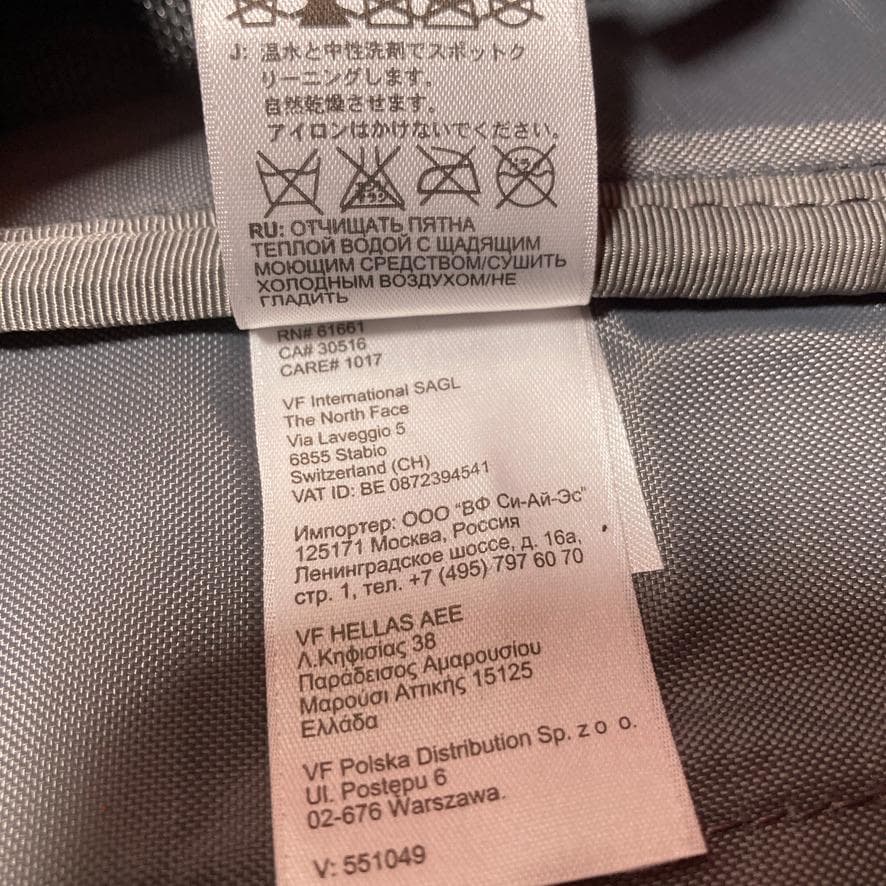 J: 温水と中性洗剤でスポットク
リーニングします。
自然乾燥させます。
アイロンはかけないでください。
RU: ОТЧИЩАТЬ ПЯТНА
ТЕПЛОЙ ВОДОЙ С ЩАДЯЩИМ
МОЮЩИМ СРЕДСТВОМ/СУШИТЬ
ХОЛОДНЫМ ВОЗДУХОМ/НЕ
ГЛАДИТЬ
RN# 61661
CA# 30516
CARE# 1017
VF International SAGL
The North Face
Via Laveggio 5
6855 Stabio
Switzerland (CH)
VAT ID: BE 0872394541
Импортер: ООО “ВФ Си-Ай-Эс”
125171 Москва, Россия
Ленинградское шоссе, д. 16а,
стр. 1, тел. +7 (495) 797 60 70
VF HELLAS AEE
Λ.Κηφισίας 38
Παράδεισος Αμαρουσίου
Μαρούσι Αττικής 15125
Ελλάδα
VF Polska Distribution Sp. z o o.
Ul. Postępu 6
02-676 Warszawa.
V: 551049